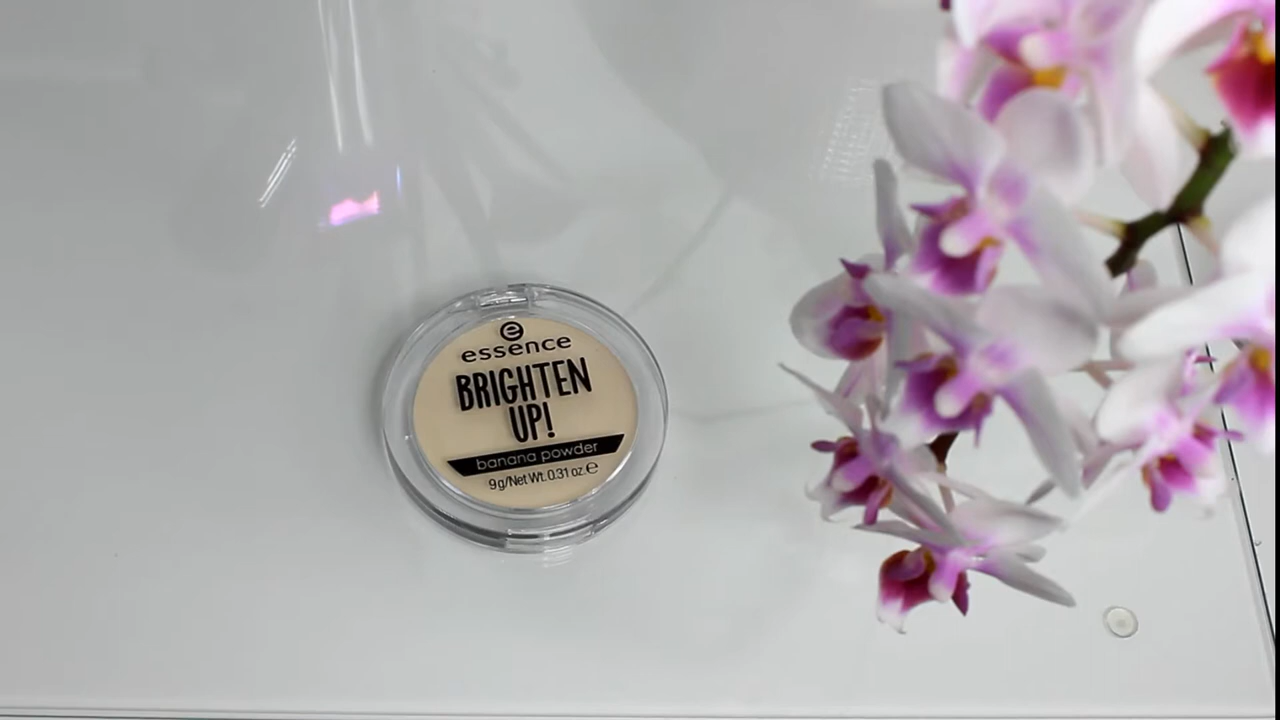 e
essence
BRIGHTEN
UP!
banana powder
9g/Net Wt. 0.31 oz. ℮